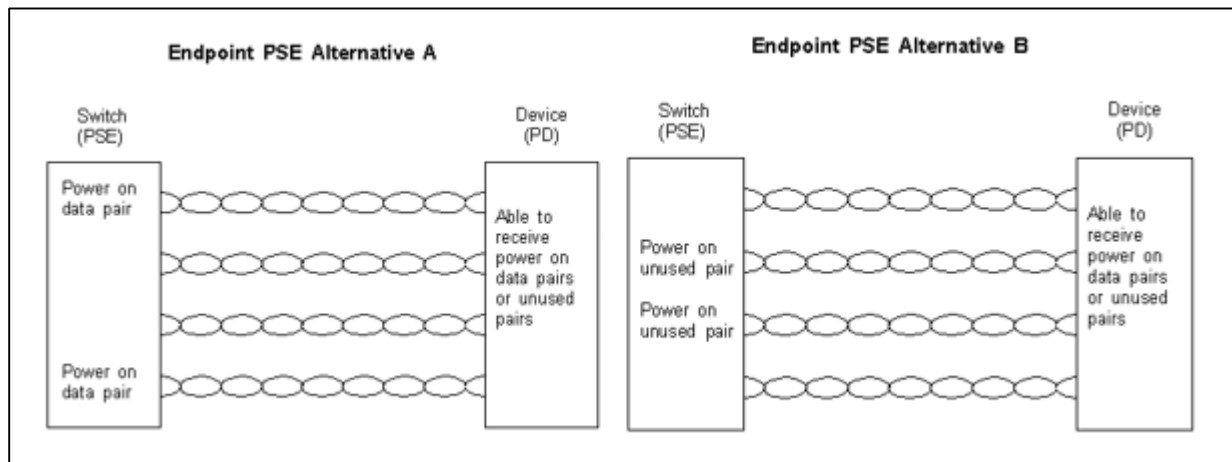 Endpoint PSE Alternative A
Switch
(PSE)
Device
(PD)
Power on
data pair
Power on
data pair
Able to
receive
power on
data pairs
or unused
pairs
Endpoint PSE Alternative B
Switch
(PSE)
Device
(PD)
Power on
unused pair
Power on
unused pair
Able to
receive
power on
data pairs
or unused
pairs